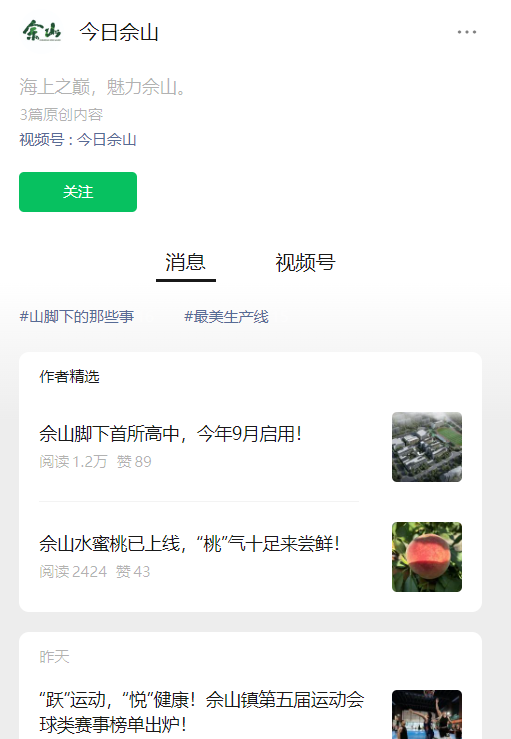 佘山
今日佘山
海上之巅，魅力佘山。
3篇原创内容
视频号 : 今日佘山
关注
消息
视频号
#山脚下的那些事
#最美生产线
作者精选
佘山脚下首所高中，今年9月启用！
阅读 1.2万 赞 89
佘山水蜜桃已上线，“桃”气十足来尝鲜！
阅读 2424 赞 43
昨天
“跃”运动，“悦”健康！佘山镇第五届运动会
球类赛事榜单出炉！